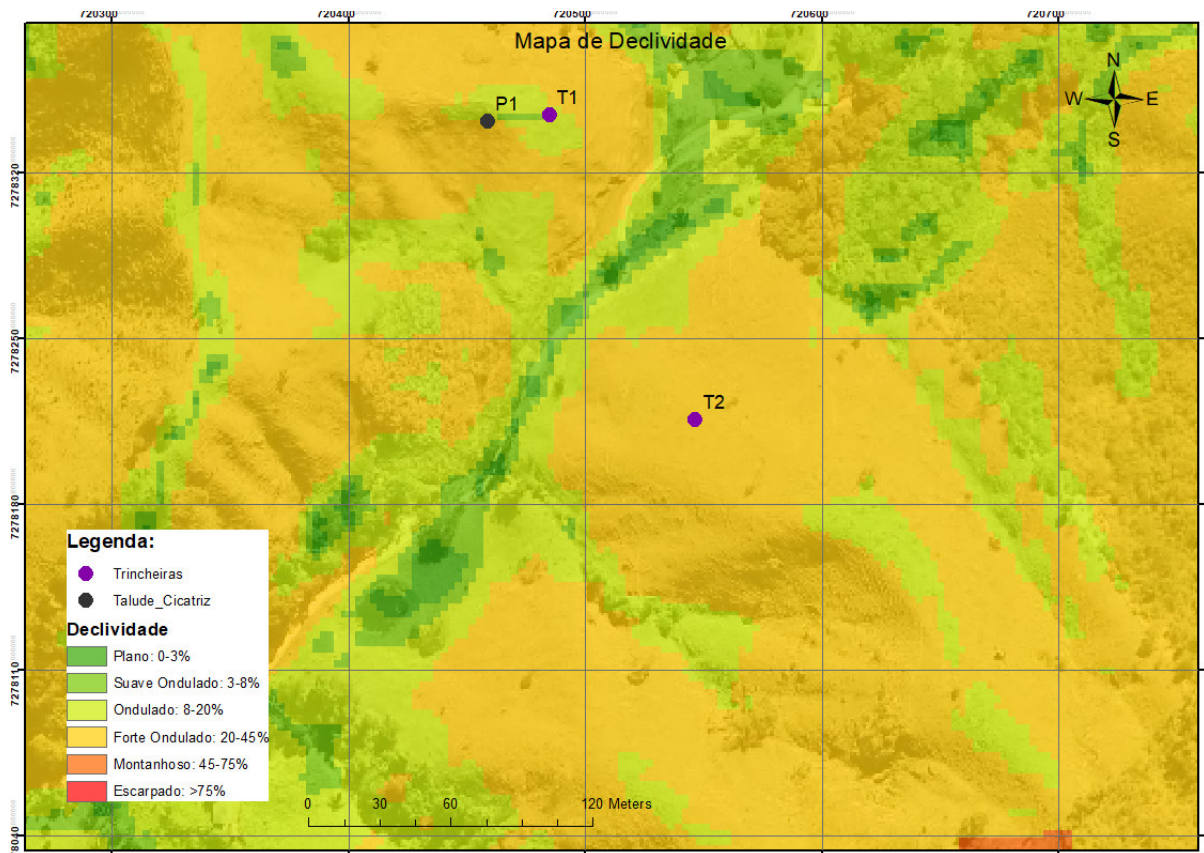 720300 720400 720500 720600 720700
Mapa de Declividade
N
W E
S
P1 T1
7278320
7278250
T2
7278180
7278110
Legenda:
Trincheiras
Talude_Cicatriz
Declividade
Plano: 0-3%
Suave Ondulado: 3-8%
Ondulado: 8-20%
Forte Ondulado: 20-45%
Montanhoso: 45-75%
Escarpado: >75%
0 30 60 120 Meters
78040